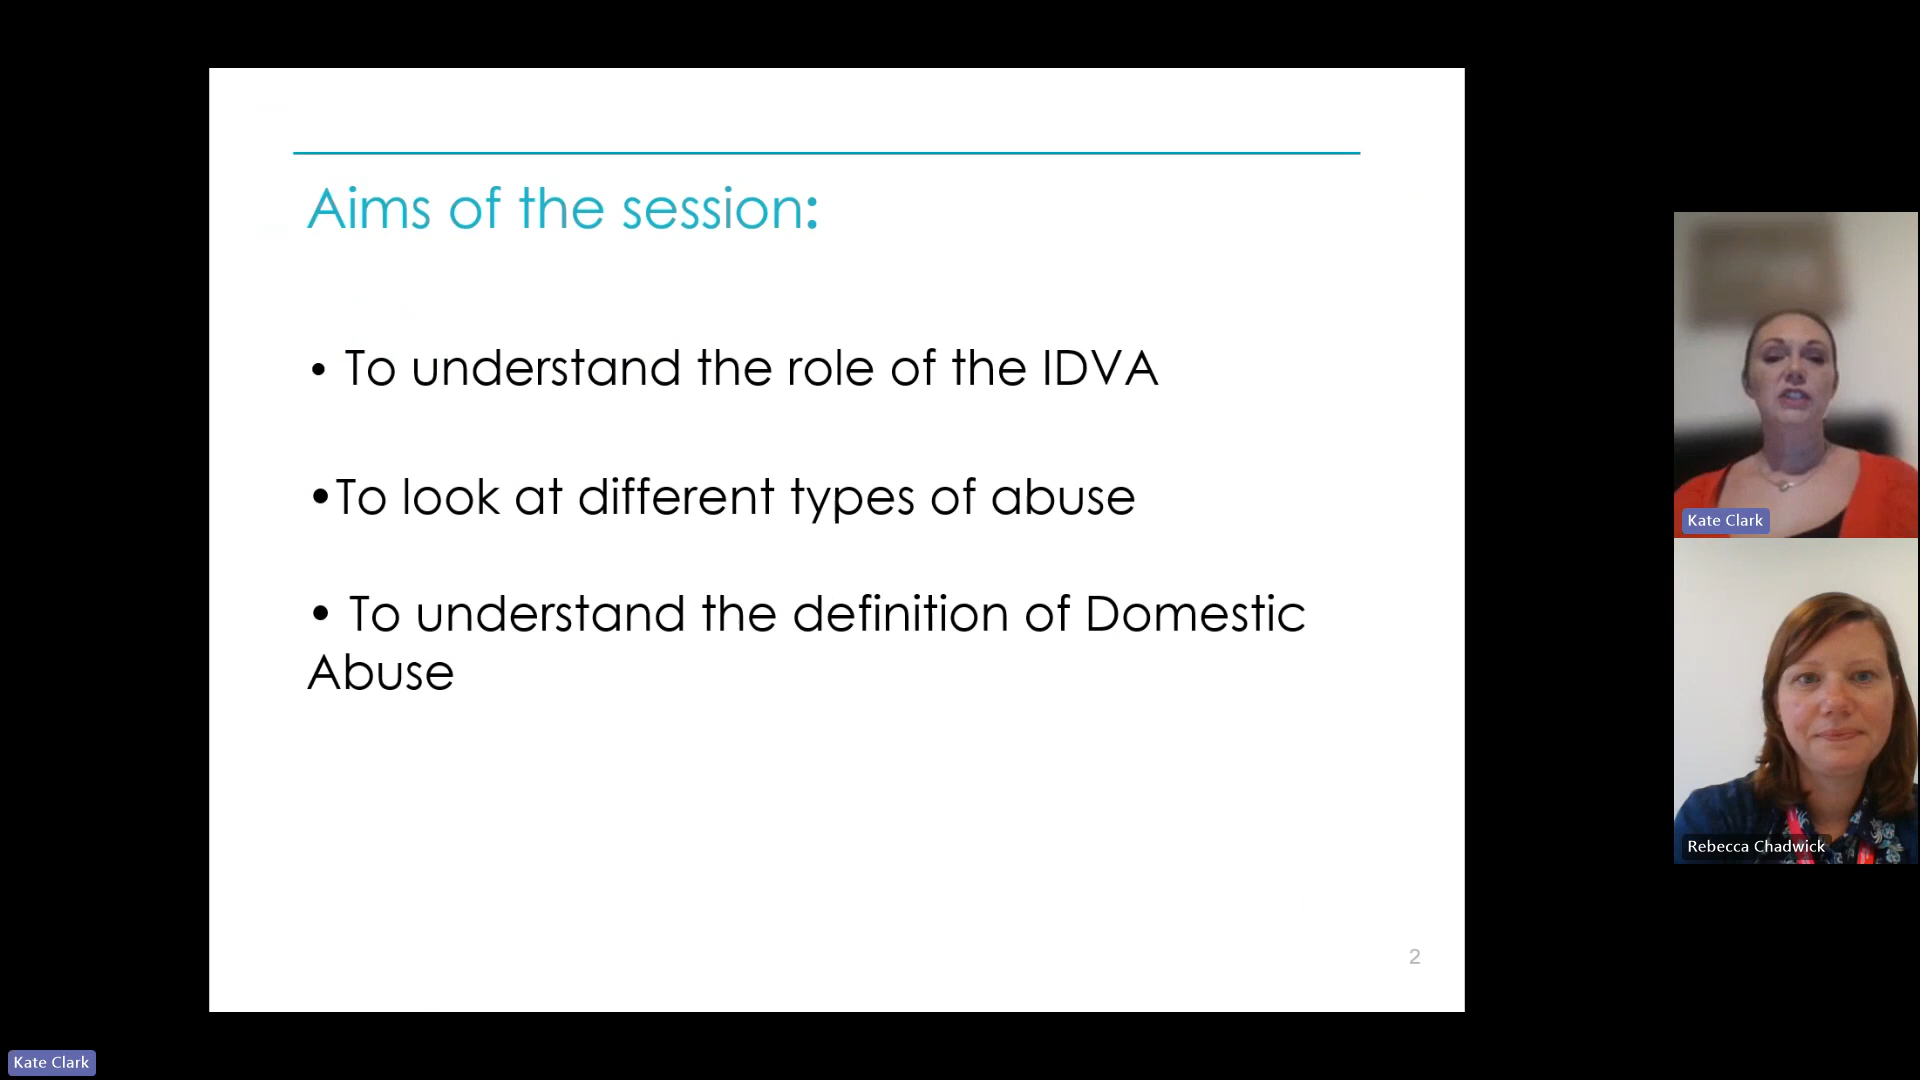 Aims of the session:
• To understand the role of the IDVA
•To look at different types of abuse
• To understand the definition of Domestic
Abuse
2
Kate Clark
Rebecca Chadwick
Kate Clark